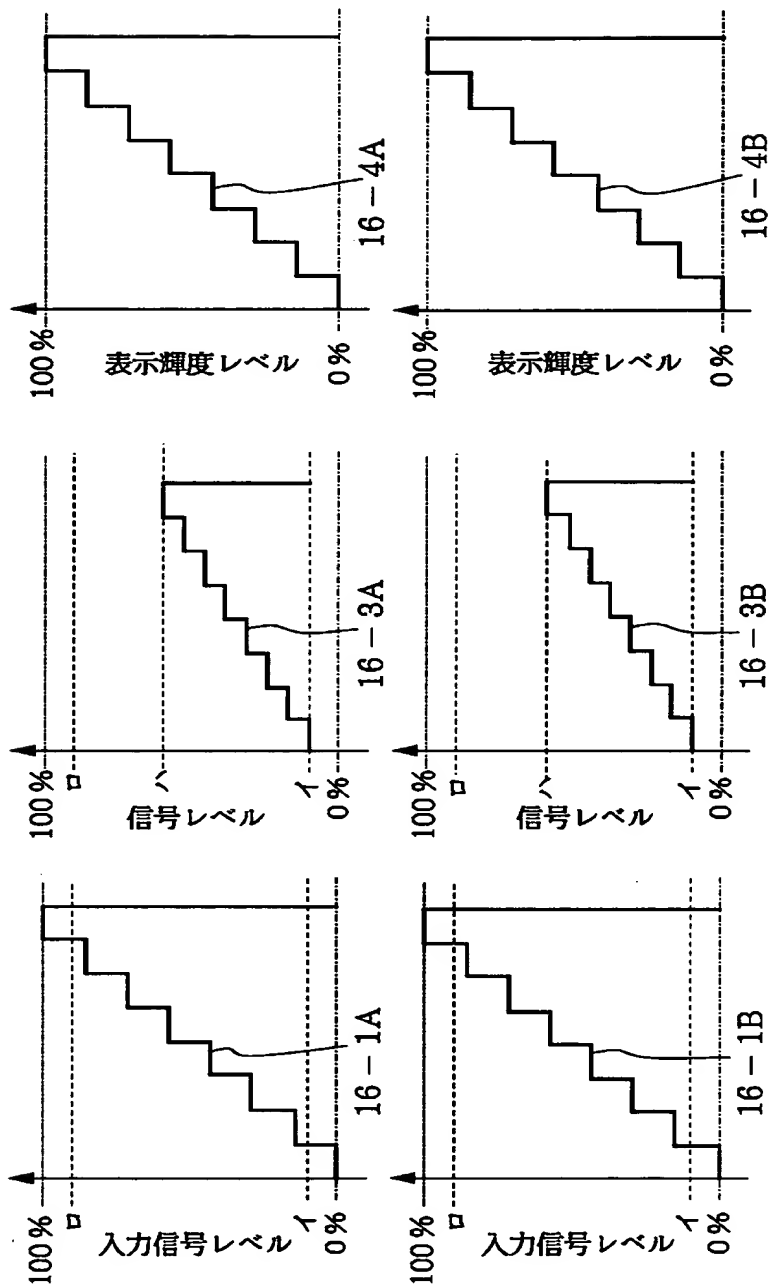 100%
表示輝度レベル
0%
16－4A
100%
表示輝度レベル
0%
16－4B
100%
ロ
ハ
信号レベル
イ
0%
16－3A
100%
ロ
ハ
信号レベル
イ
0%
16－3B
100%
ロ
入力信号レベル
イ
0%
16－1A
100%
ロ
入力信号レベル
イ
0%
16－1B